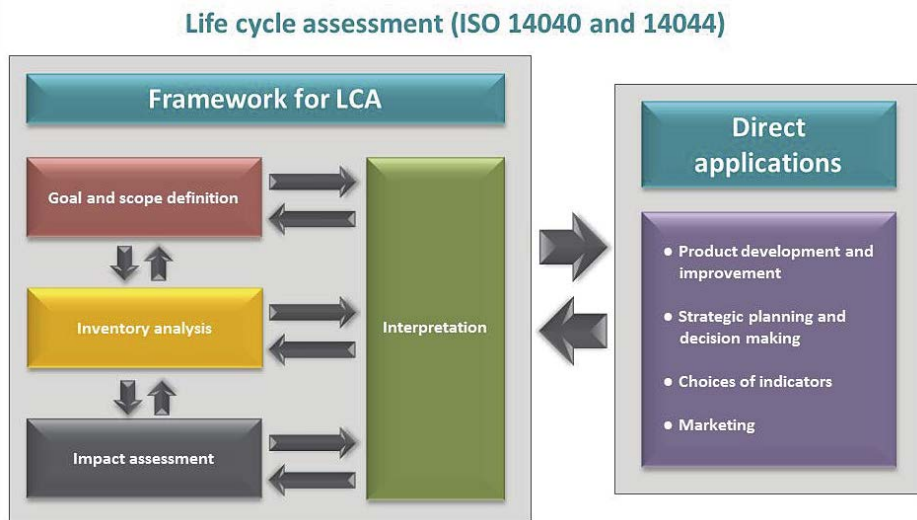 Life cycle assessment (ISO 14040 and 14044)
Framework for LCA
Goal and scope definition
Inventory analysis
Impact assessment
Interpretation
Direct
applications
● Product development and
improvement
● Strategic planning and
decision making
● Choices of indicators
● Marketing